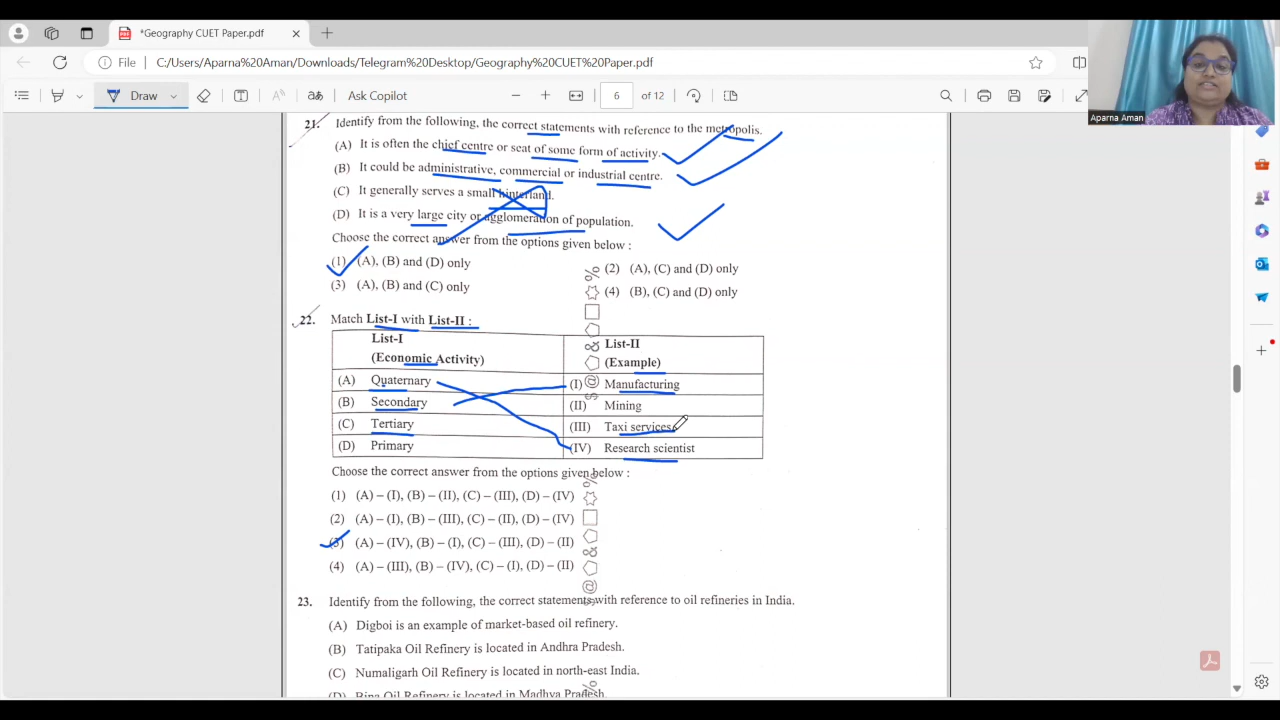 *Geography CUET Paper.pdf
File C:/Users/Aparna%20Aman/Downloads/Telegram%20Desktop/Geography%20CUET%20Paper.pdf
Draw Ask Copilot 6 of 12
Aparna Aman
21. Identify from the following, the correct statements with reference to the metropolis.
(A) It is often the chief centre or seat of some form of activity.
(B) It could be administrative, commercial or industrial centre.
(C) It generally serves a small hinterland.
(D) It is a very large city or agglomeration of population.
Choose the correct answer from the options given below :
(1) (A), (B) and (D) only
(2) (A), (C) and (D) only
(3) (A), (B) and (C) only
(4) (B), (C) and (D) only
22. Match List-I with List-II :
List-I List-II
(Economic Activity) (Example)
(A) Quaternary (I) Manufacturing
(B) Secondary (II) Mining
(C) Tertiary (III) Taxi services
(D) Primary (IV) Research scientist
Choose the correct answer from the options given below :
(1) (A) – (I), (B) – (II), (C) – (III), (D) – (IV)
(2) (A) – (I), (B) – (III), (C) – (II), (D) – (IV)
(3) (A) – (IV), (B) – (I), (C) – (III), (D) – (II)
(4) (A) – (III), (B) – (IV), (C) – (I), (D) – (II)
23. Identify from the following, the correct statements with reference to oil refineries in India.
(A) Digboi is an example of market-based oil refinery.
(B) Tatipaka Oil Refinery is located in Andhra Pradesh.
(C) Numaligarh Oil Refinery is located in north-east India.
(D) Bina Oil Refinery is located in Madhya Pradesh.